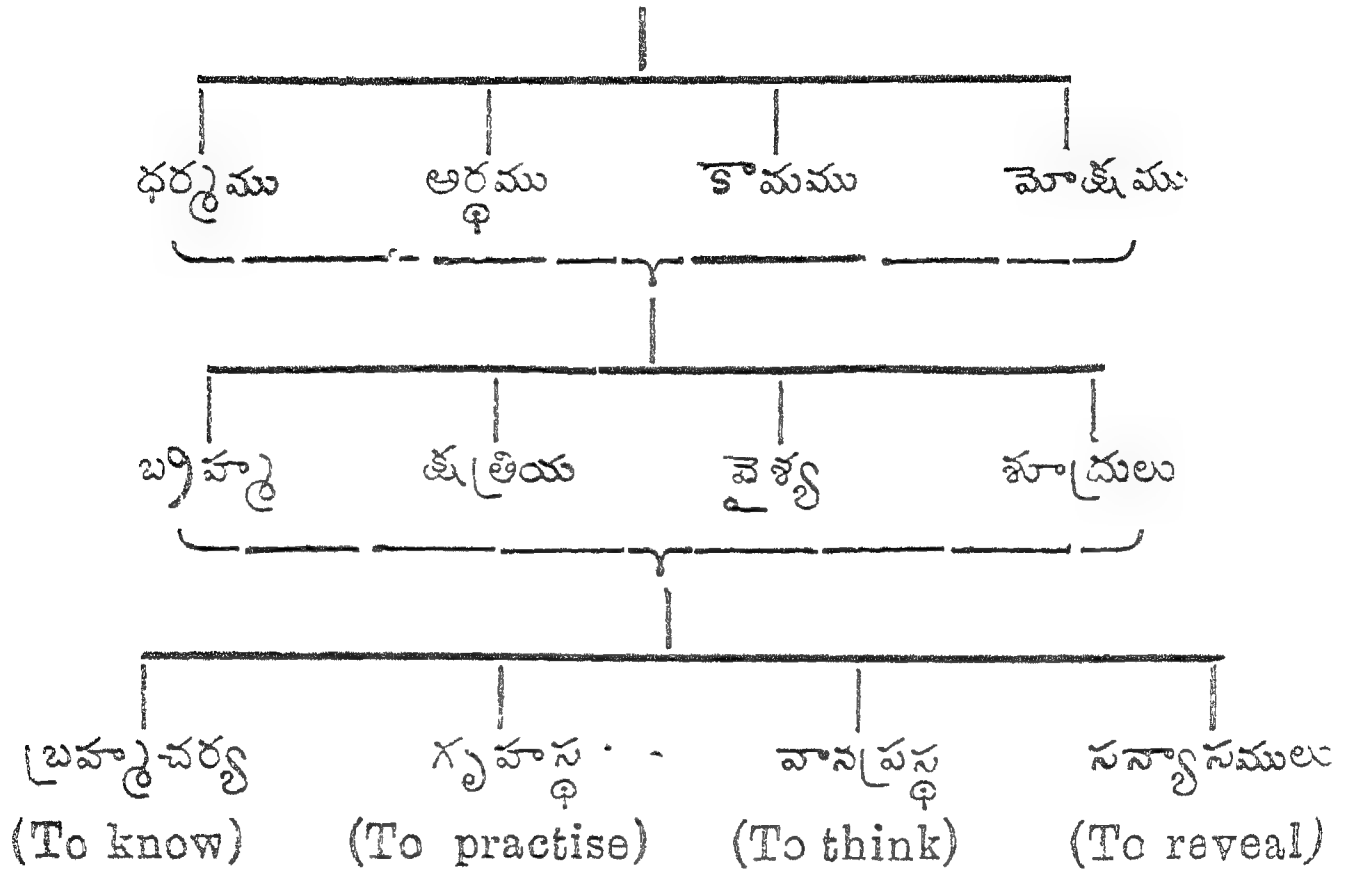 ధర్మము అర్థము కామము మోక్షము
బ్రాహ్మ క్షత్రియ వైశ్య శూద్రులు
బ్రహ్మచర్య గృహస్థ వానప్రస్థ సన్యాసములు
(To know) (To practise) (To think) (To reveal)